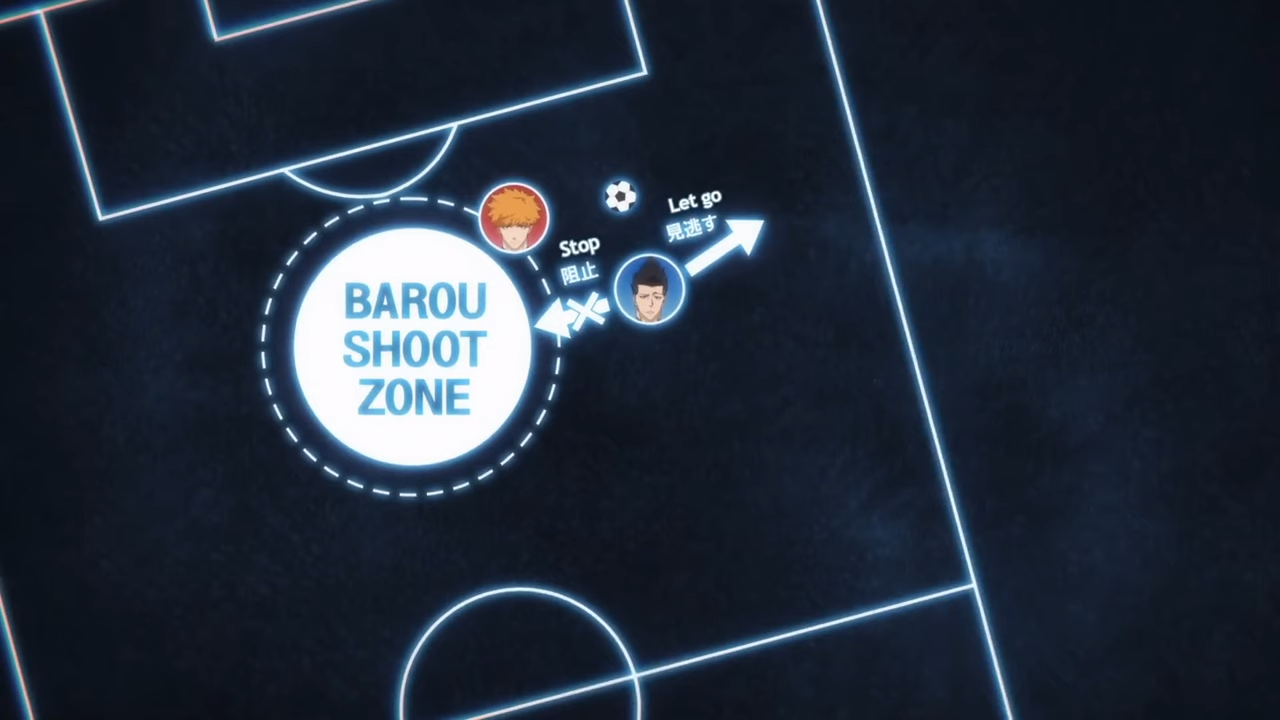 Let go
見逃す
Stop
阻止
BAROU
SHOOT
ZONE